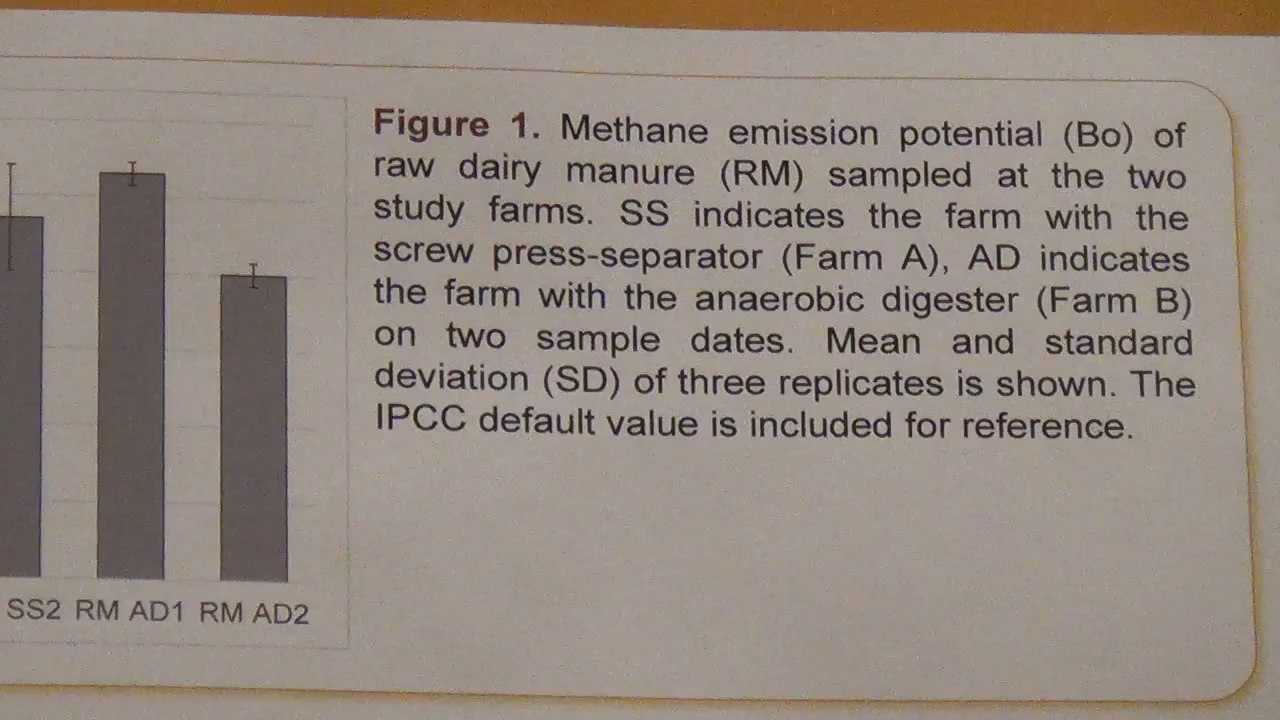 Figure 1. Methane emission potential (Bo) of
raw dairy manure (RM) sampled at the two
study farms. SS indicates the farm with the
screw press-separator (Farm A), AD indicates
the farm with the anaerobic digester (Farm B)
on two sample dates. Mean and standard
deviation (SD) of three replicates is shown. The
IPCC default value is included for reference.
SS2 RM AD1 RM AD2